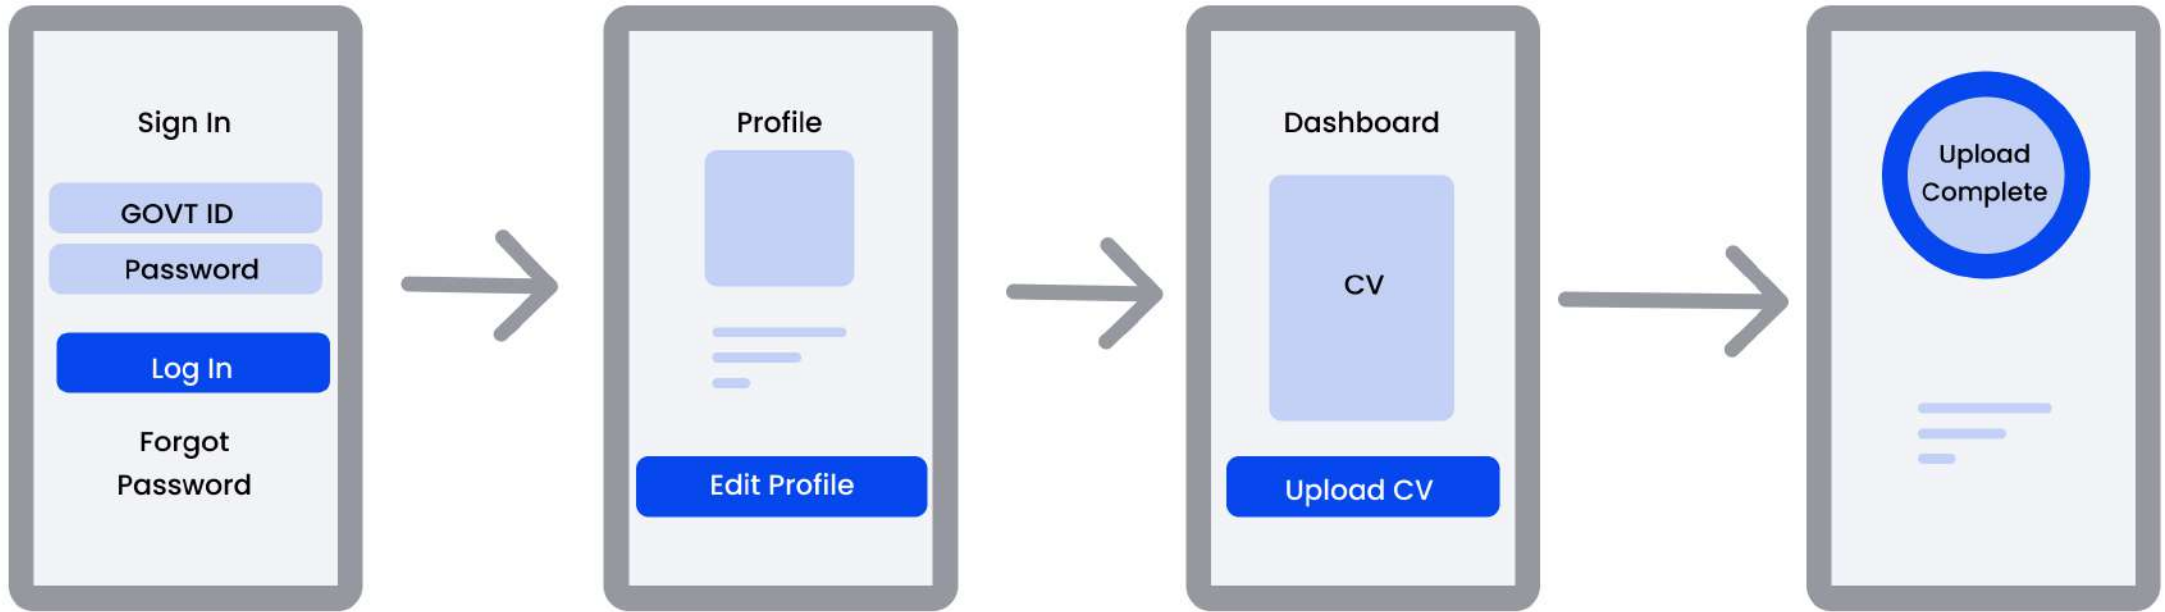 Sign In
GOVT ID
Password
Log In
Forgot
Password
Profile
Edit Profile
Dashboard
CV
Upload CV
Upload
Complete